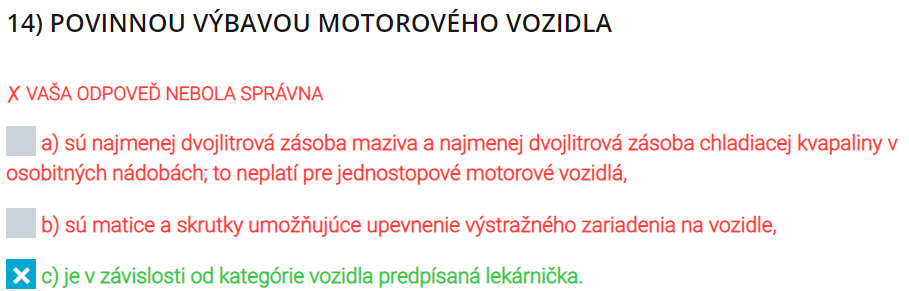 14) POVINNOU VÝBAVOU MOTOROVÉHO VOZIDLA
✗ VAŠA ODPOVEĎ NEBOLA SPRÁVNA
a) sú najmenej dvojlitrová zásoba maziva a najmenej dvojlitrová zásoba chladiacej kvapaliny v
osobitných nádobách; to neplatí pre jednostopové motorové vozidlá,
b) sú matice a skrutky umožňujúce upevnenie výstražného zariadenia na vozidle,
c) je v závislosti od kategórie vozidla predpísaná lekárnička.